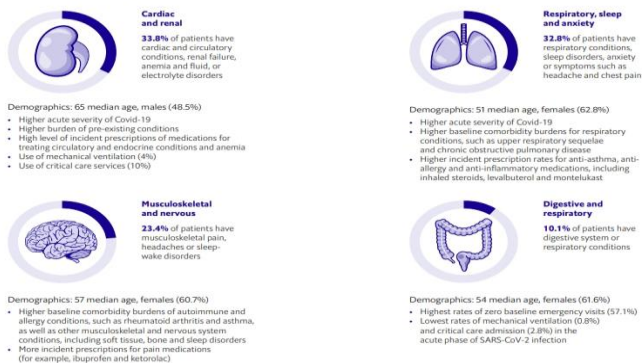 Cardiac
and renal
33.8% of patients have
cardiac and circulatory
conditions, renal failure,
anemia and fluid, or
electrolyte disorders
Demographics: 65 median age, males (48.5%)
• Higher acute severity of Covid-19
• Higher burden of pre-existing conditions
• High level of incident prescriptions of medications for
treating circulatory and endocrine conditions and anemia
• Use of mechanical ventilation (4%)
• Use of critical care services (10%)
Respiratory, sleep
and anxiety
32.8% of patients have
respiratory conditions,
sleep disorders, anxiety
or symptoms such as
headache and chest pain
Demographics: 51 median age, females (62.8%)
• Higher acute severity of Covid-19
• Higher baseline comorbidity burdens for respiratory
conditions, such as upper respiratory sequelae
and chronic obstructive pulmonary disease
• Higher incident prescription rates for anti-asthma, anti-
allergy and anti-inflammatory medications, including
inhaled steroids, levalbuterol and montelukast
Musculoskeletal
and nervous
23.4% of patients have
musculoskeletal pain,
headaches or sleep-
wake disorders
Demographics: 57 median age, females (60.7%)
• Higher baseline comorbidity burdens of autoimmune and
allergy conditions, such as rheumatoid arthritis and asthma,
as well as other musculoskeletal and nervous system
conditions, including soft tissue, bone and sleep disorders
• More incident prescriptions for pain medications
(for example, ibuprofen and ketorolac)
Digestive and
respiratory
10.1% of patients have
digestive system or
respiratory conditions
Demographics: 54 median age, females (61.6%)
• Highest rates of zero baseline emergency visits (57.1%)
• Lowest rates of mechanical ventilation (0.8%)
and critical care admission (2.8%) in the
acute phase of SARS-CoV-2 infection